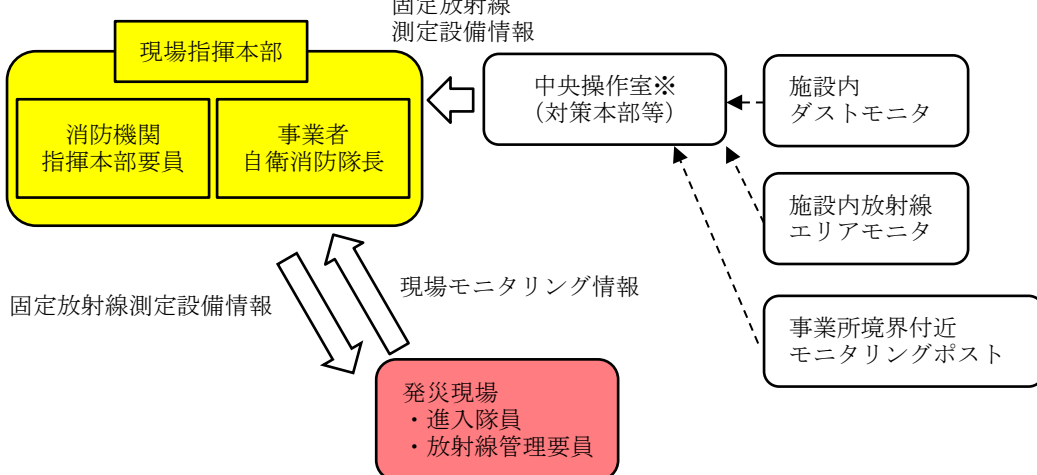 固定放射線
測定設備情報
現場指揮本部
消防機関
指揮本部要員
事業者
自衛消防隊長
中央操作室※
(対策本部等)
施設内
ダストモニタ
施設内放射線
エリアモニタ
事業所境界付近
モニタリングポスト
固定放射線測定設備情報
現場モニタリング情報
発災現場
・進入隊員
・放射線管理要員